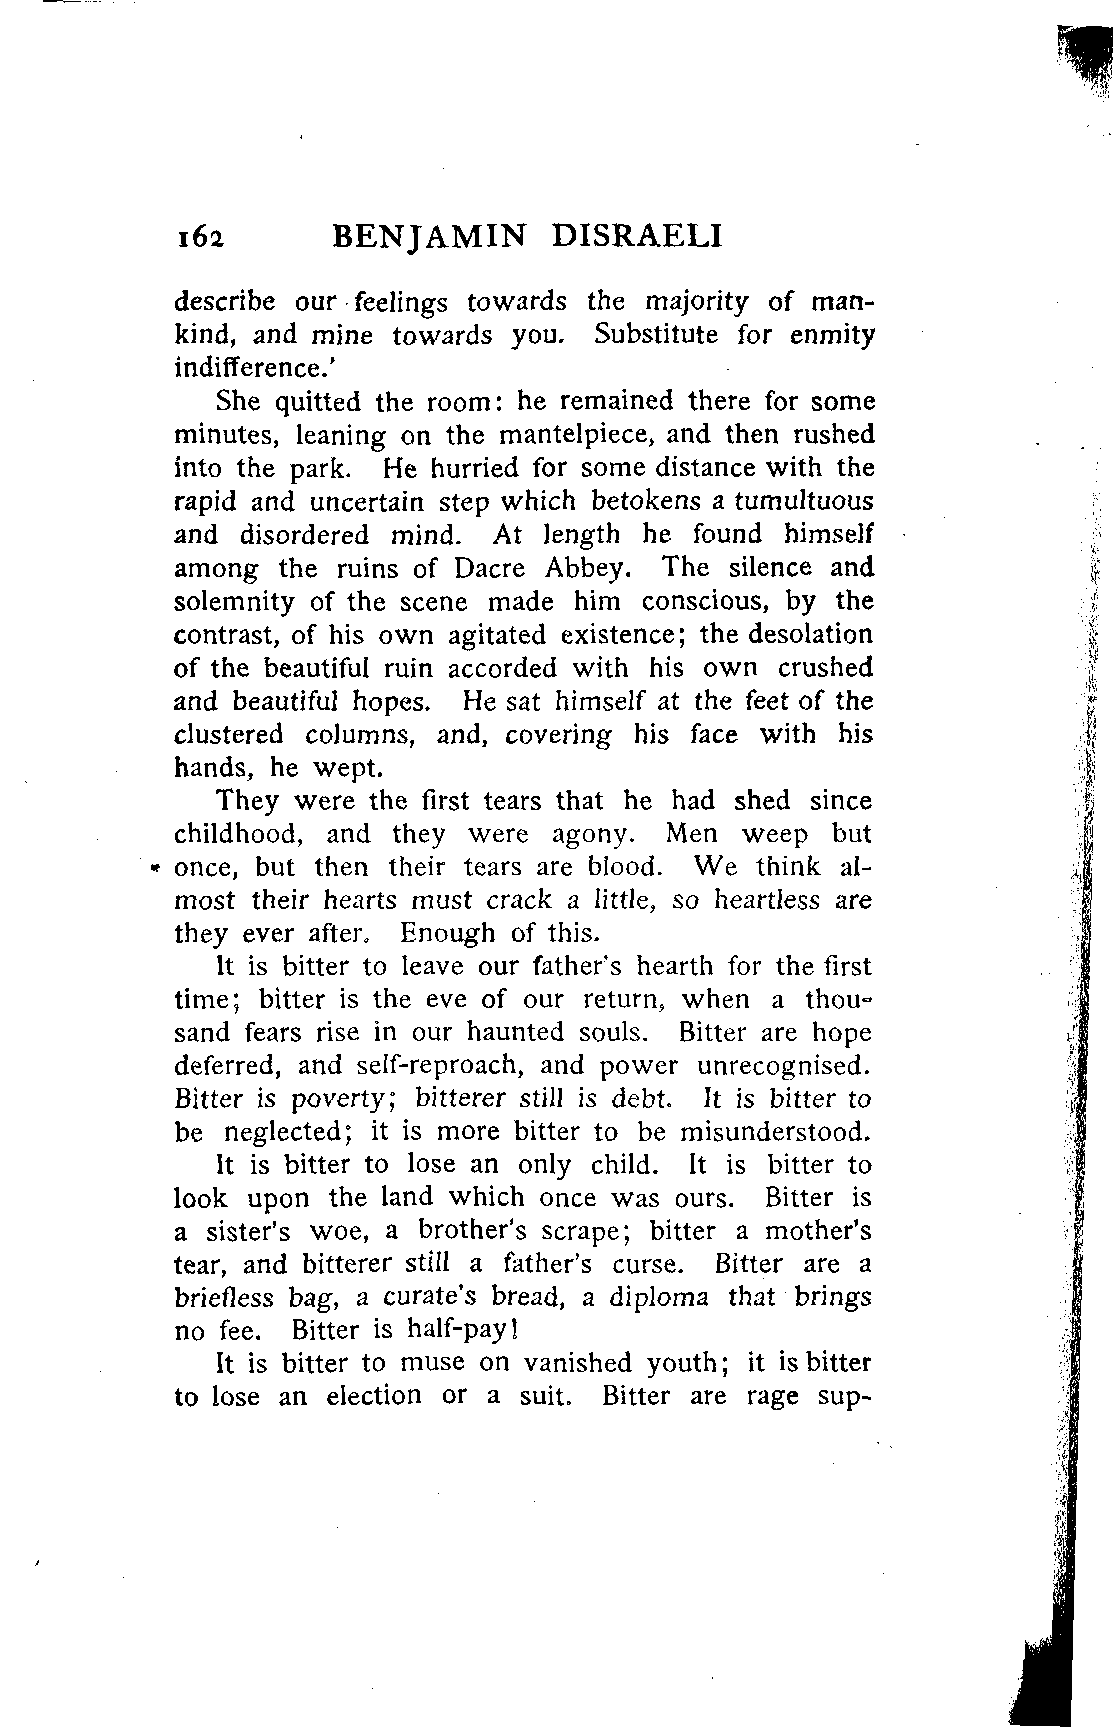 162 BENJAMIN DISRAELI
describe our feelings towards the majority of man-
kind, and mine towards you. Substitute for enmity
indifference.'
She quitted the room: he remained there for some
minutes, leaning on the mantelpiece, and then rushed
into the park. He hurried for some distance with the
rapid and uncertain step which betokens a tumultuous
and disordered mind. At length he found himself
among the ruins of Dacre Abbey. The silence and
solemnity of the scene made him conscious, by the
contrast, of his own agitated existence; the desolation
of the beautiful ruin accorded with his own crushed
and beautiful hopes. He sat himself at the feet of the
clustered columns, and, covering his face with his
hands, he wept.
They were the first tears that he had shed since
childhood, and they were agony. Men weep but
once, but then their tears are blood. We think al-
most their hearts must crack a little, so heartless are
they ever after. Enough of this.
It is bitter to leave our father's hearth for the first
time; bitter is the eve of our return, when a thou-
sand fears rise in our haunted souls. Bitter are hope
deferred, and self-reproach, and power unrecognised.
Bitter is poverty; bitterer still is debt. It is bitter to
be neglected; it is more bitter to be misunderstood.
It is bitter to lose an only child. It is bitter to
look upon the land which once was ours. Bitter is
a sister's woe, a brother's scrape; bitter a mother's
tear, and bitterer still a father's curse. Bitter are a
briefless bag, a curate's bread, a diploma that brings
no fee. Bitter is half-pay!
It is bitter to muse on vanished youth; it is bitter
to lose an election or a suit. Bitter are rage sup-